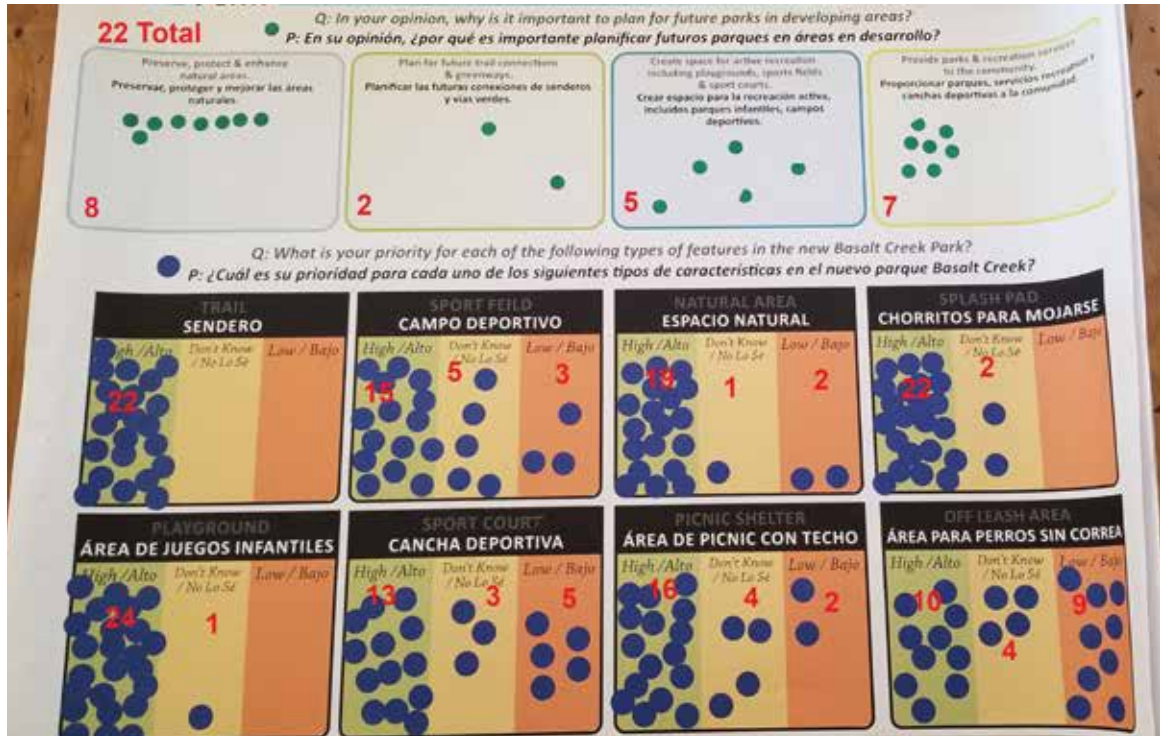 22 Total
Q: In your opinion, why is it important to plan for future parks in developing areas?
P: En su opinión, ¿por qué es importante planificar futuros parques en áreas en desarrollo?
Preserve, protect & enhance
natural areas.
Preservar, proteger y mejorar las áreas
naturales.
8
Plan for future trail connections
& greenways.
Planificar las futuras conexiones de senderos
y vías verdes.
2
Create space for active recreation
including playgrounds, sports fields
& sport courts.
Crear espacio para la recreación activa,
incluidos parques infantiles, campos
deportivos.
5
Provide parks & recreation services
to the community.
Proporcionar parques, servicios recreation y
canchas deportivas a la comunidad.
7
Q: What is your priority for each of the following types of features in the new Basalt Creek Park?
P: ¿Cuál es su prioridad para cada uno de los siguientes tipos de características en el nuevo parque Basalt Creek?
TRAIL
SENDERO
High /Alto
Don't Know
/ No Lo Sé
Low / Bajo
22
SPORT FEILD
CAMPO DEPORTIVO
High /Alto
Don't Know
/ No Lo Sé
Low / Bajo
15
5
3
NATURAL AREA
ESPACIO NATURAL
High /Alto
Don't Know
/ No Lo Sé
Low / Bajo
19
1
2
SPLASH PAD
CHORRITOS PARA MOJARSE
High /Alto
Don't Know
/ No Lo Sé
Low / Bajo
22
2
PLAYGROUND
ÁREA DE JUEGOS INFANTILES
High /Alto
Don't Know
/ No Lo Sé
Low / Bajo
24
1
SPORT COURT
CANCHA DEPORTIVA
High /Alto
Don't Know
/ No Lo Sé
Low / Bajo
13
3
5
PICNIC SHELTER
ÁREA DE PICNIC CON TECHO
High /Alto
Don't Know
/ No Lo Sé
Low / Bajo
16
4
2
OFF LEASH AREA
ÁREA PARA PERROS SIN CORREA
High /Alto
Don't Know
/ No Lo Sé
Low / Bajo
10
4
9